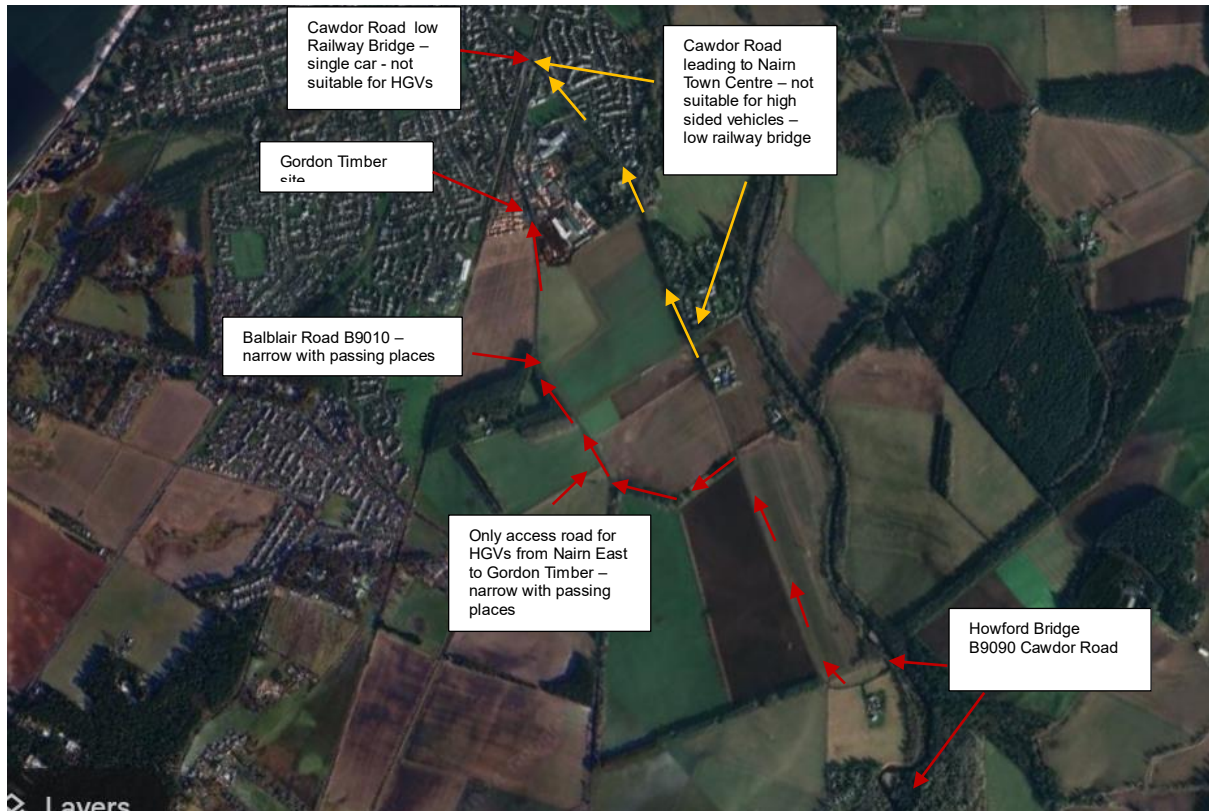 Cawdor Road low
Railway Bridge –
single car - not
suitable for HGVs
Cawdor Road
leading to Nairn
Town Centre – not
suitable for high
sided vehicles –
low railway bridge
Gordon Timber
site
Balblair Road B9010 –
narrow with passing places
Only access road for
HGVs from Nairn East
to Gordon Timber –
narrow with passing
places
Howford Bridge
B9090 Cawdor Road
Layers